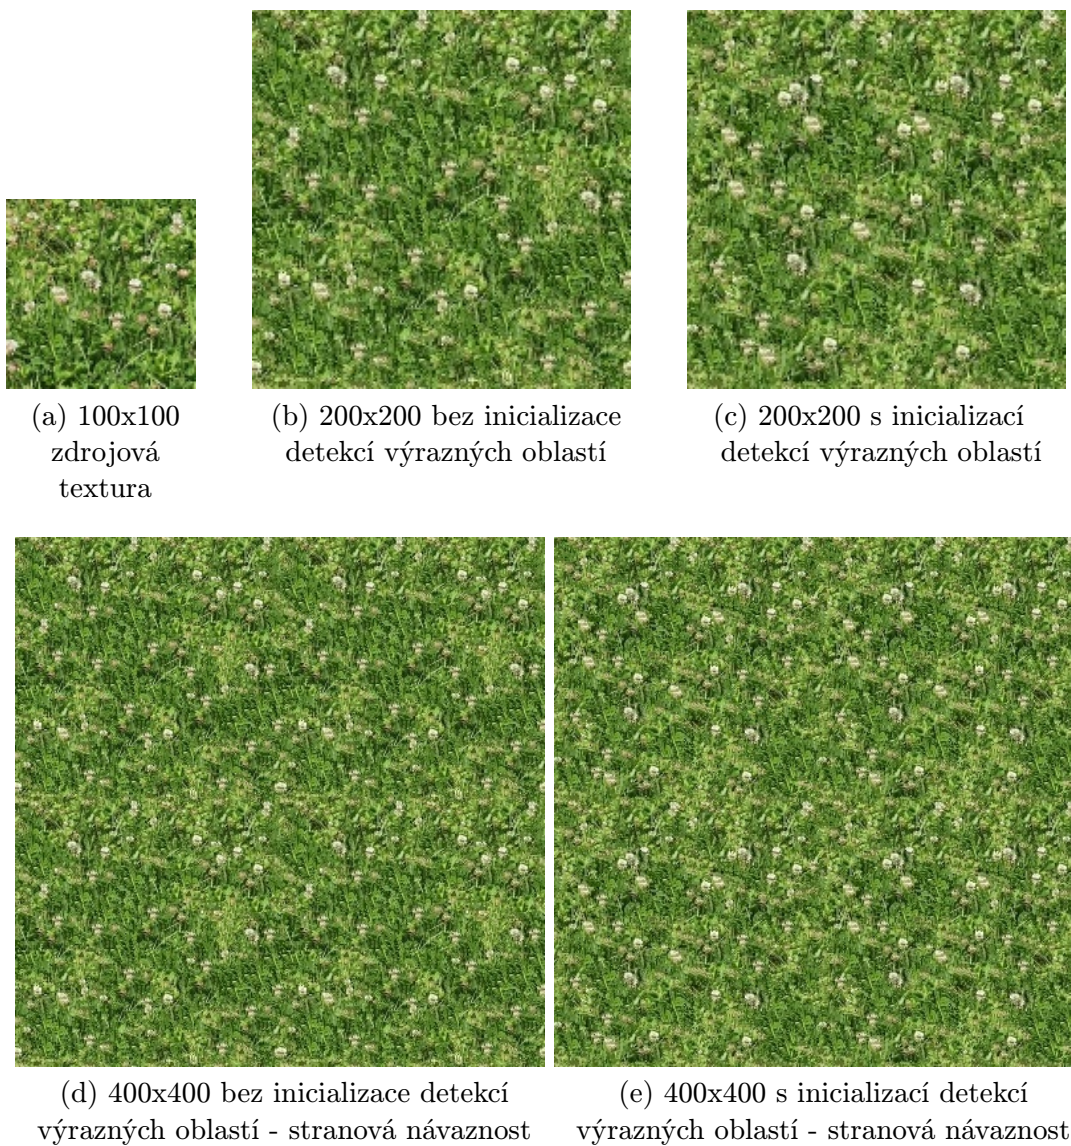 (a) 100x100
zdrojová
textura
(b) 200x200 bez inicializace
detekcí výrazných oblastí
(c) 200x200 s inicializací
detekcí výrazných oblastí
(d) 400x400 bez inicializace detekcí
výrazných oblastí - stranová návaznost
(e) 400x400 s inicializací detekcí
výrazných oblastí - stranová návaznost